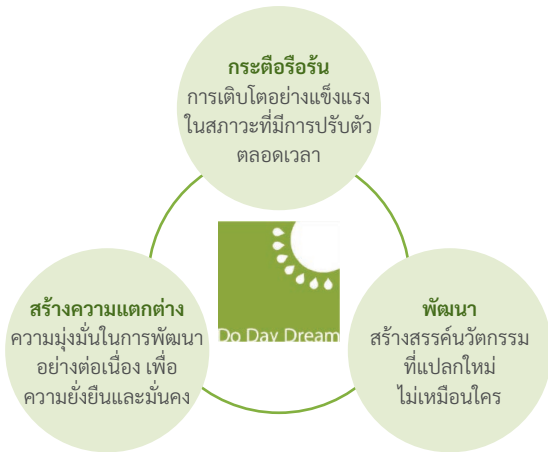 กระตือรือร้น
การเติบโตอย่างแข็งแรง
ในสภาวะที่มีการปรับตัว
ตลอดเวลา
Do Day Dream
สร้างความแตกต่าง
ความมุ่งมั่นในการพัฒนา
อย่างต่อเนื่อง เพื่อ
ความยั่งยืนและมั่นคง
พัฒนา
สร้างสรรค์นวัตกรรม
ที่แปลกใหม่
ไม่เหมือนใคร